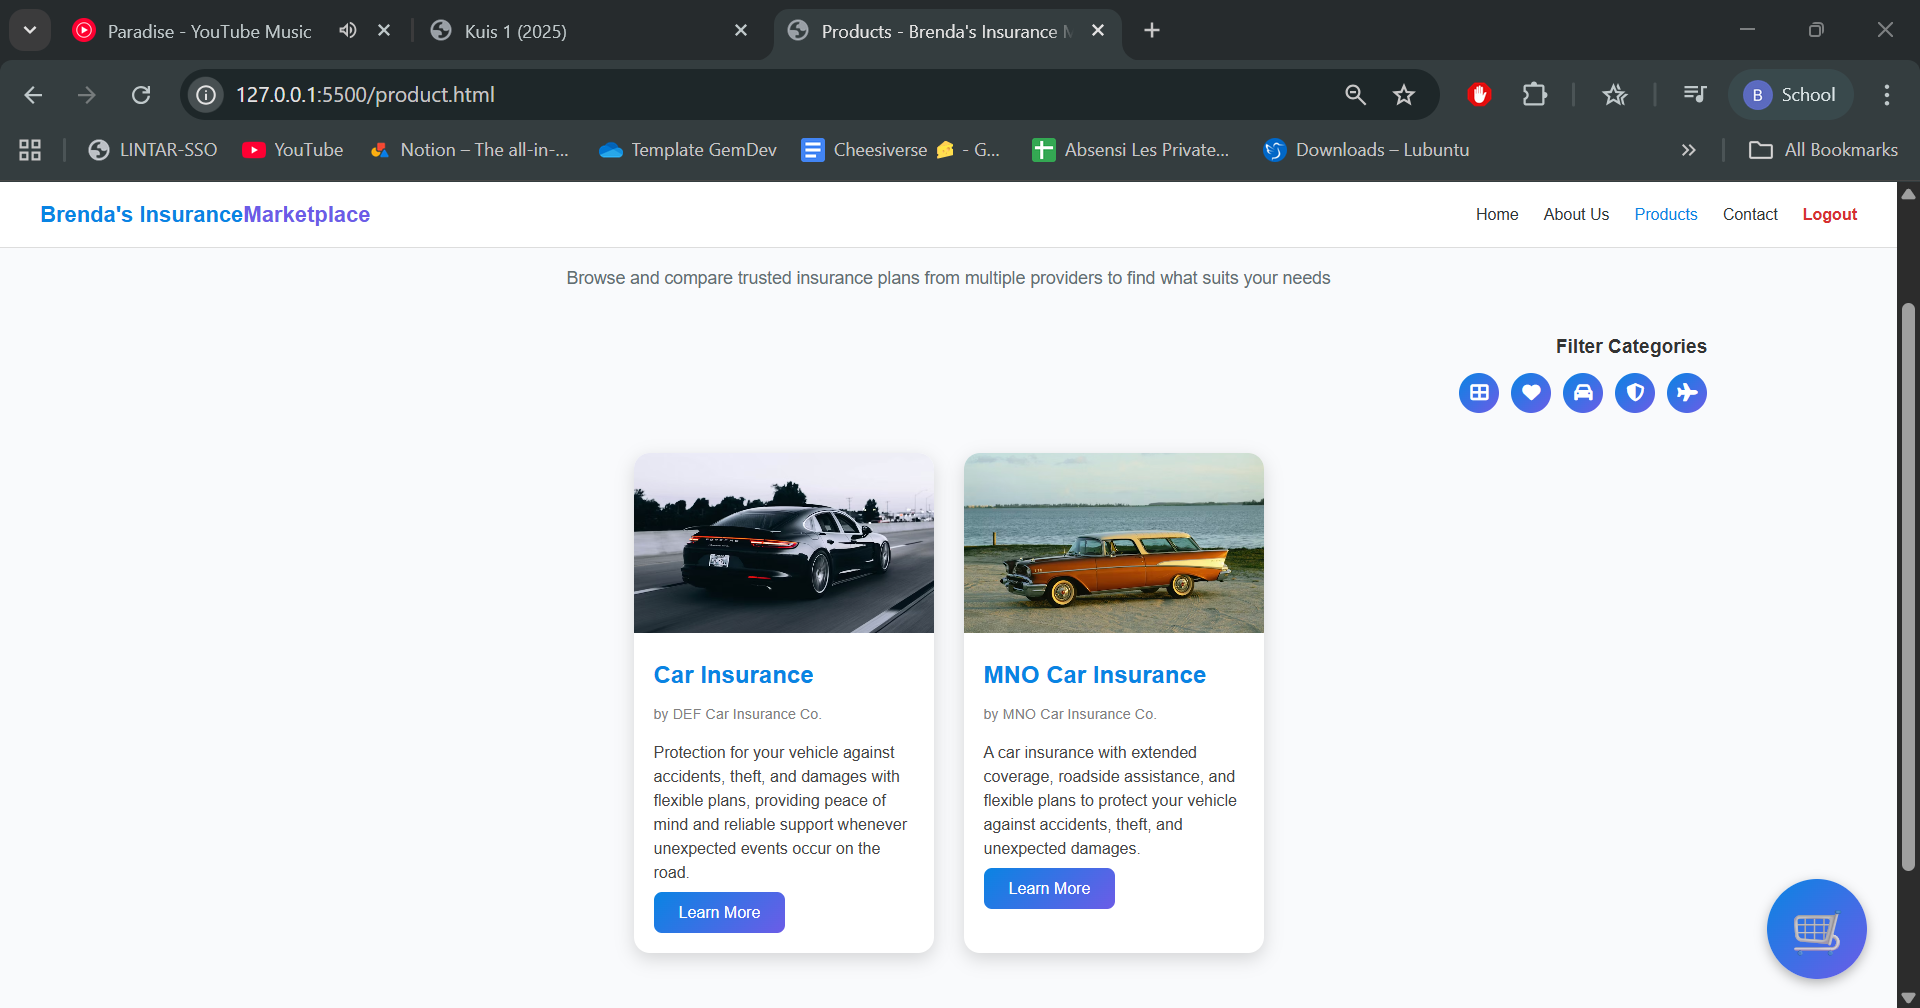 Paradise - YouTube Music
Kuis 1 (2025)
Products - Brenda's Insurance
127.0.0.1:5500/product.html
B School
LINTAR-SSO
YouTube
Notion – The all-in-...
Template GemDev
Cheesiverse 🧀 - G...
Absensi Les Private...
Downloads – Lubuntu
All Bookmarks
Brenda's InsuranceMarketplace
Home
About Us
Products
Contact
Logout
Browse and compare trusted insurance plans from multiple providers to find what suits your needs
Filter Categories
Car Insurance
by DEF Car Insurance Co.
Protection for your vehicle against
accidents, theft, and damages with
flexible plans, providing peace of
mind and reliable support whenever
unexpected events occur on the
road.
Learn More
MNO Car Insurance
by MNO Car Insurance Co.
A car insurance with extended
coverage, roadside assistance, and
flexible plans to protect your vehicle
against accidents, theft, and
unexpected damages.
Learn More